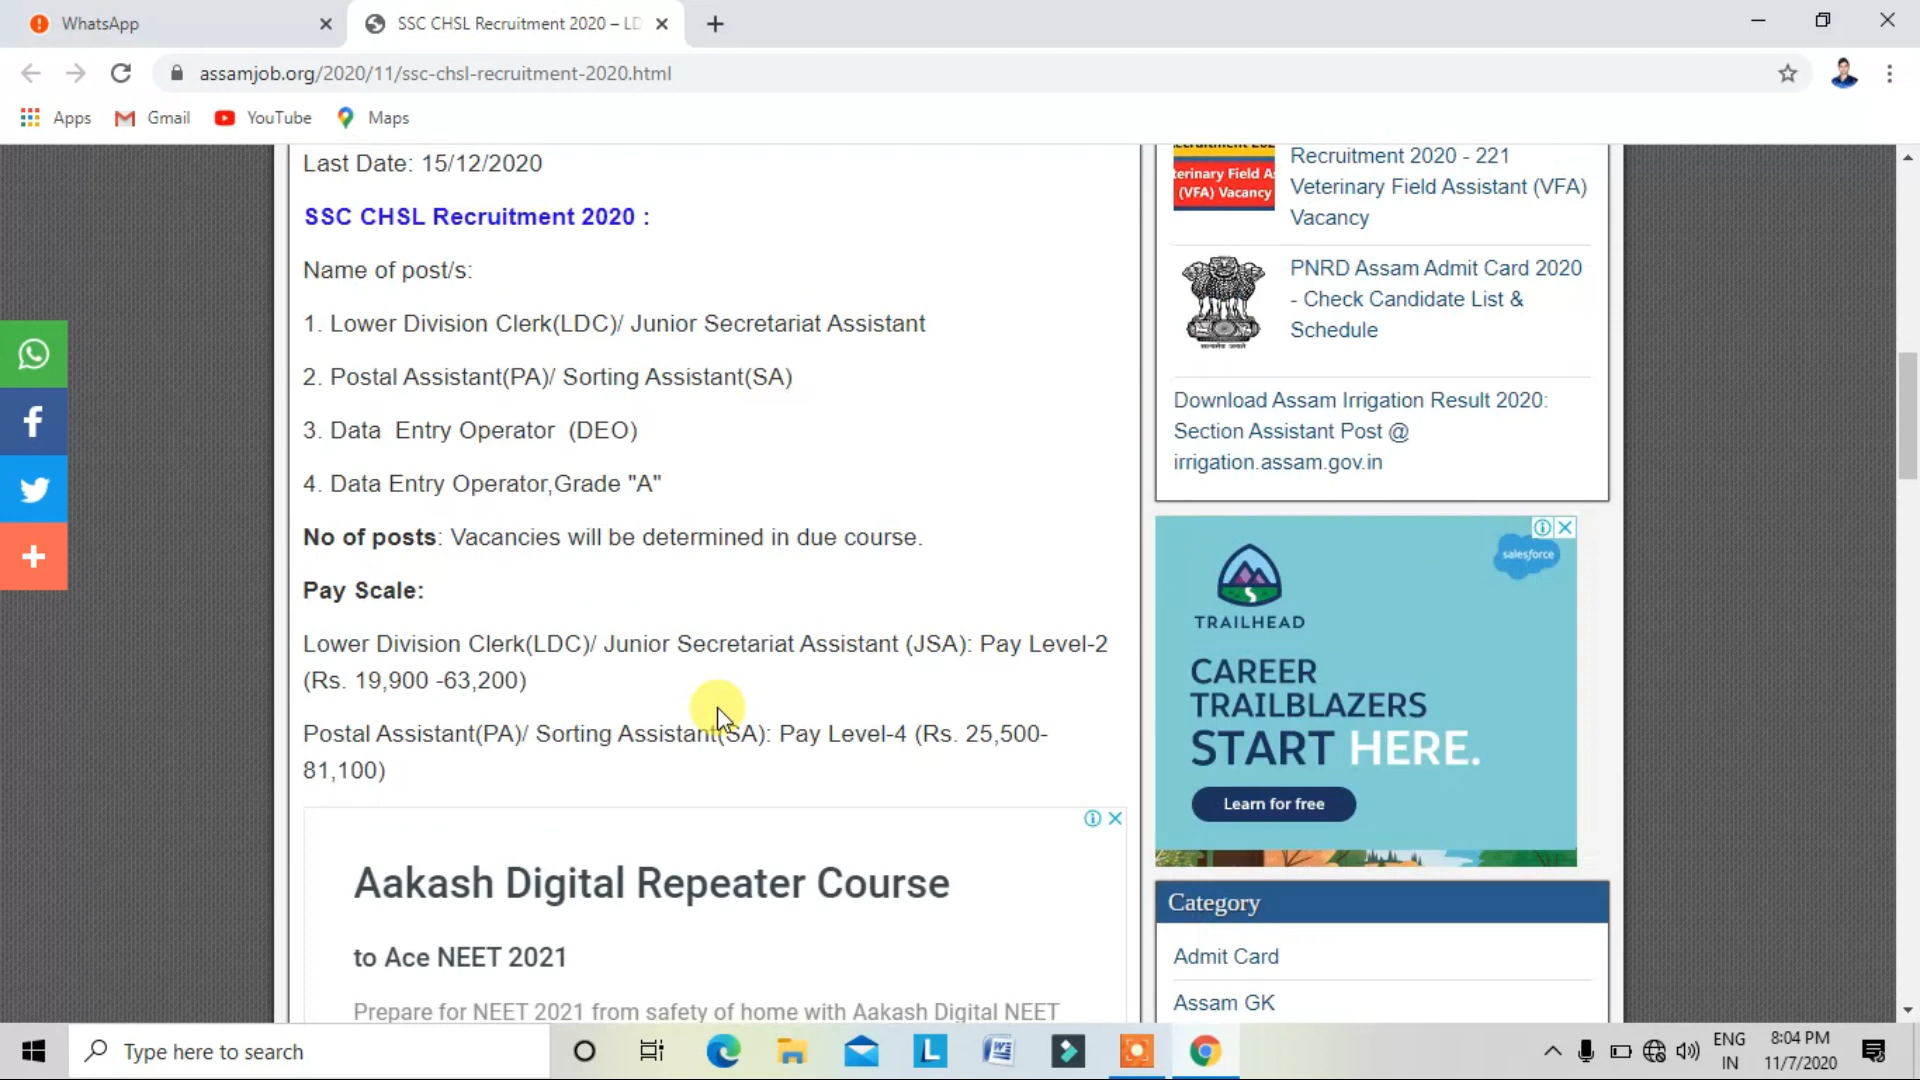 WhatsApp
SSC CHSL Recruitment 2020 – LD
assamjob.org/2020/11/ssc-chsl-recruitment-2020.html
Apps
Gmail
YouTube
Maps
Last Date: 15/12/2020
SSC CHSL Recruitment 2020 :
Name of post/s:
1. Lower Division Clerk(LDC)/ Junior Secretariat Assistant
2. Postal Assistant(PA)/ Sorting Assistant(SA)
3. Data Entry Operator (DEO)
4. Data Entry Operator,Grade "A"
No of posts: Vacancies will be determined in due course.
Pay Scale:
Lower Division Clerk(LDC)/ Junior Secretariat Assistant (JSA): Pay Level-2
(Rs. 19,900 -63,200)
Postal Assistant(PA)/ Sorting Assistant(SA): Pay Level-4 (Rs. 25,500-
81,100)
Aakash Digital Repeater Course
to Ace NEET 2021
Prepare for NEET 2021 from safety of home with Aakash Digital NEET
(VFA) Vacancy
Recruitment 2020 - 221
Veterinary Field Assistant (VFA)
Vacancy
PNRD Assam Admit Card 2020
- Check Candidate List &
Schedule
Download Assam Irrigation Result 2020:
Section Assistant Post @
irrigation.assam.gov.in
salesforce
TRAILHEAD
CAREER
TRAILBLAZERS
START HERE.
Learn for free
Category
Admit Card
Assam GK
Type here to search
ENG
IN
8:04 PM
11/7/2020